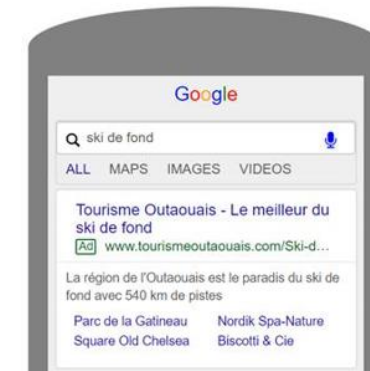 Google
ski de fond
ALL MAPS IMAGES VIDEOS
Tourisme Outaouais - Le meilleur du
ski de fond
Ad www.tourismeoutaouais.com/Ski-d...
La région de l'Outaouais est le paradis du ski de
fond avec 540 km de pistes
Parc de la Gatineau Nordik Spa-Nature
Square Old Chelsea Biscotti & Cie